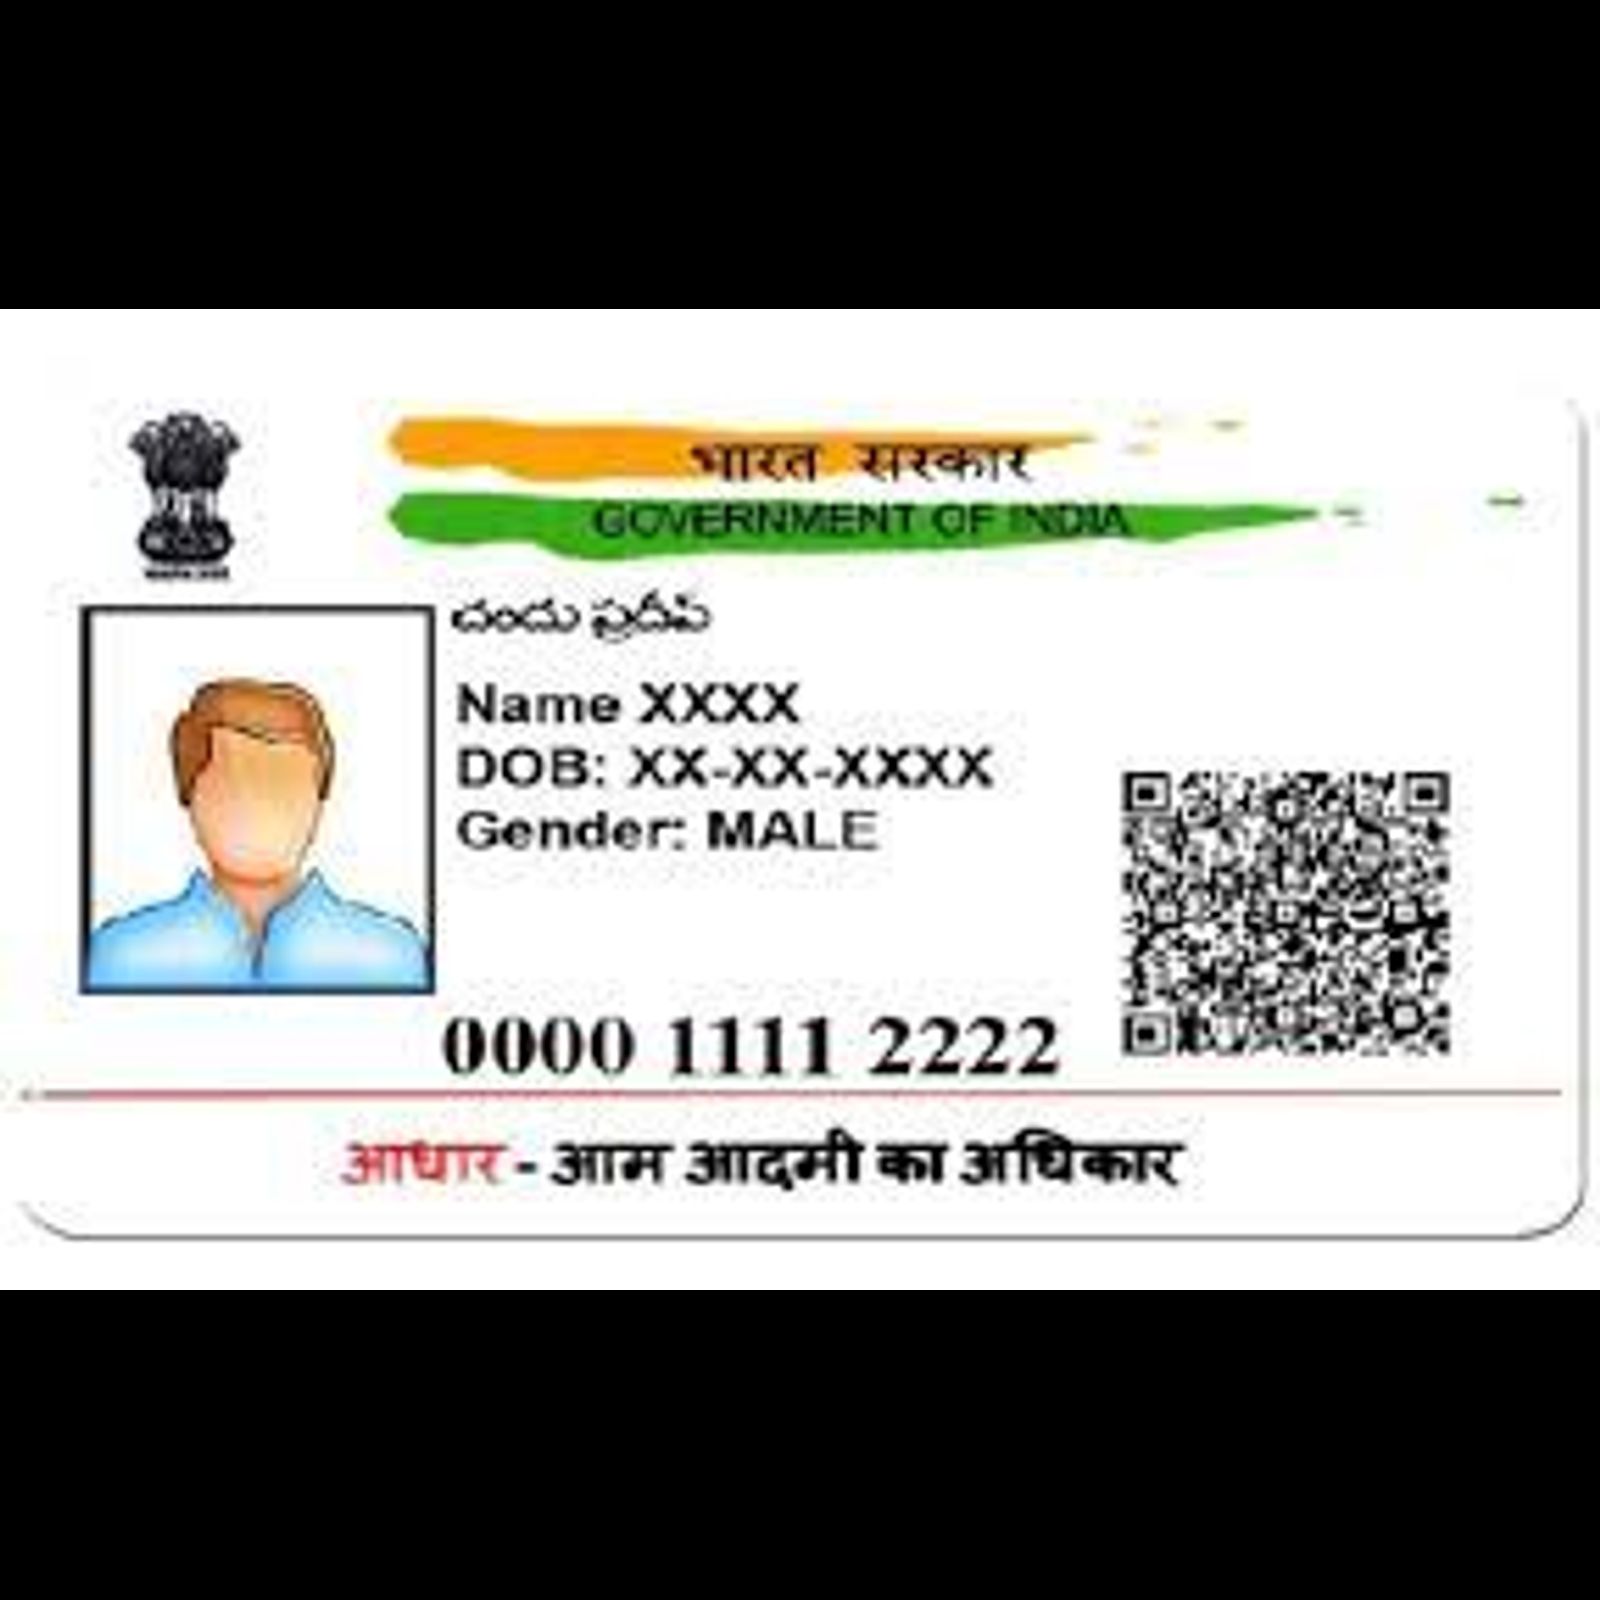 भारत सरकार
GOVERNMENT OF INDIA
చందు ప్రదీప్
Name XXXX
DOB: XX-XX-XXXX
Gender: MALE
0000 1111 2222
आधार - आम आदमी का अधिकार